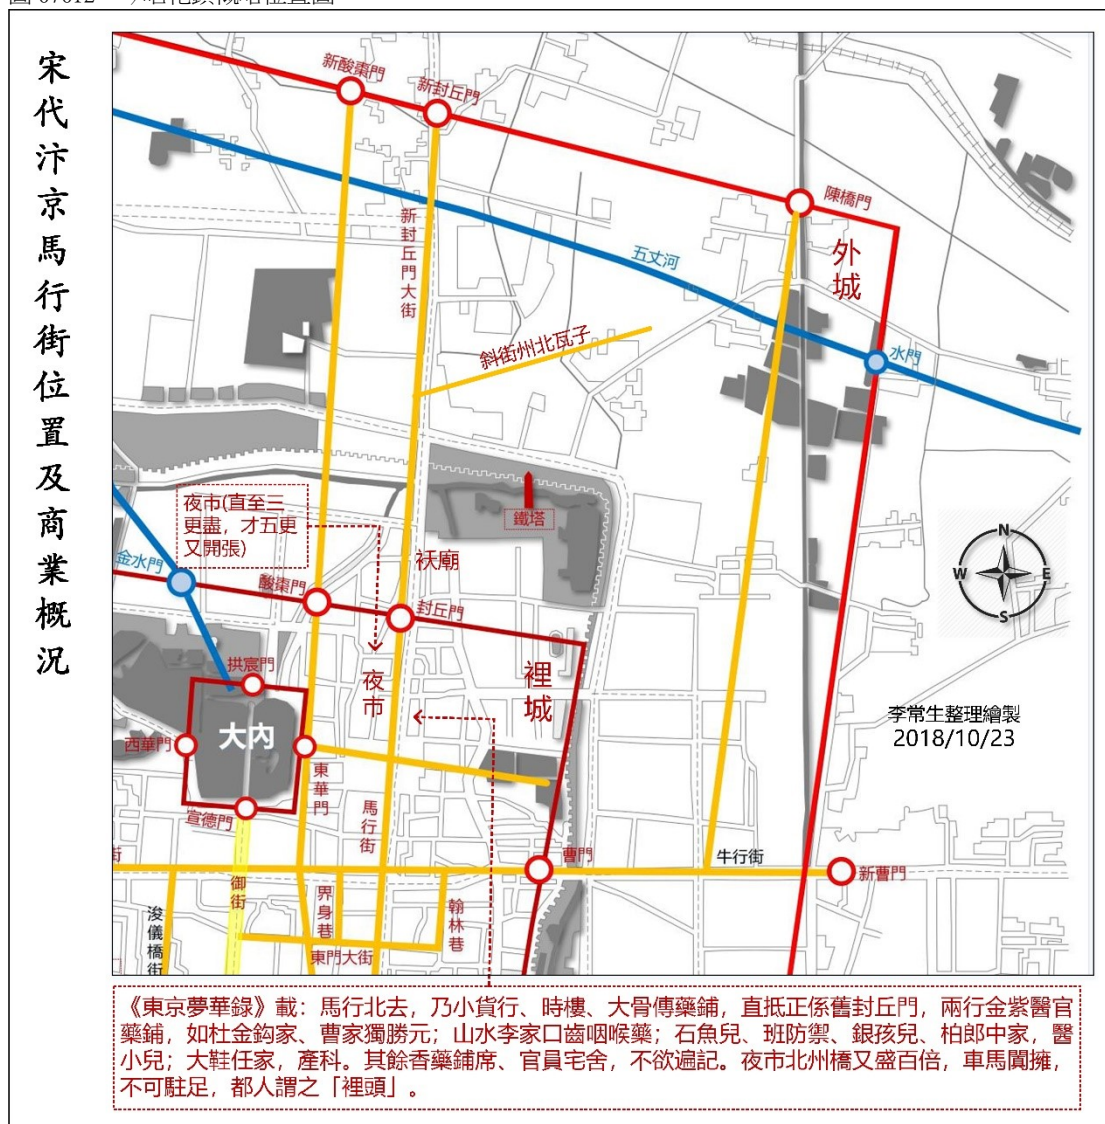 宋代汴京馬行街位置及商業概況
新酸棗門
新封丘門
陳橋門
外城
新封丘門大街
五丈河
水門
斜街州北瓦子
夜市(直至三
更盡，才五更
又開張)
鐵塔
金水門
酸棗門
祆廟
封丘門
拱宸門
夜市
裡城
大內
西華門
東華門
李常生整理繪製
2018/10/23
宣德門
馬行街
街
曹門
牛行街
新曹門
御街
界身巷
翰林巷
浚儀橋街
東門大街
《東京夢華錄》載：馬行北去，乃小貨行、時樓、大骨傳藥鋪，直抵正係舊封丘門，兩行金紫醫官
藥鋪，如杜金鈎家、曹家獨勝元；山水李家口齒咽喉藥；石魚兒、班防禦、銀孩兒、柏郎中家，醫
小兒；大鞋任家，產科。其餘香藥鋪席、官員宅舍，不欲遍記。夜市北州橋又盛百倍，車馬闐擁，
不可駐足，都人謂之「裡頭」。
N
W
E
S